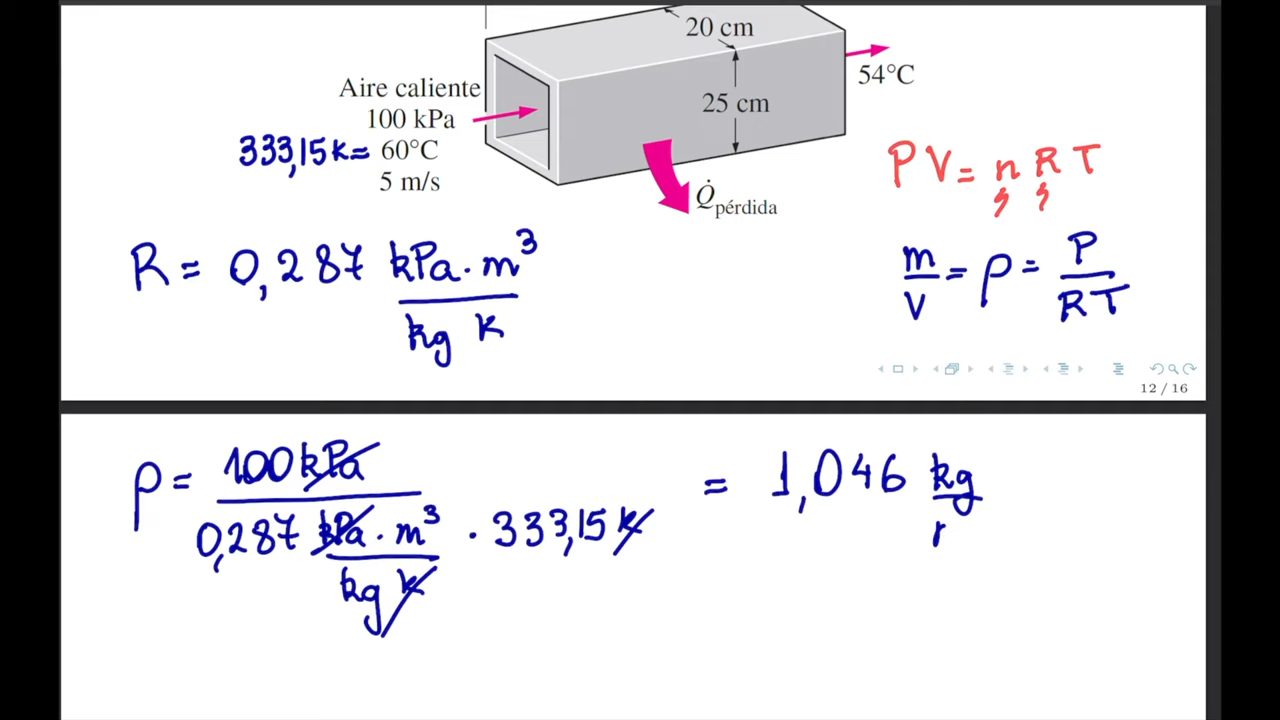 20 cm
54°C
Aire caliente
100 kPa
25 cm
333,15 k = 60°C
5 m/s
Q̇pérdida
PV = nRT
R = 0,287 kPa · m³ / kg k
m/V = ρ = P/RT
12 / 16
ρ = 100 kPa / 0,287 kPa · m³ / kg k · 333,15 k = 1,046 kg /